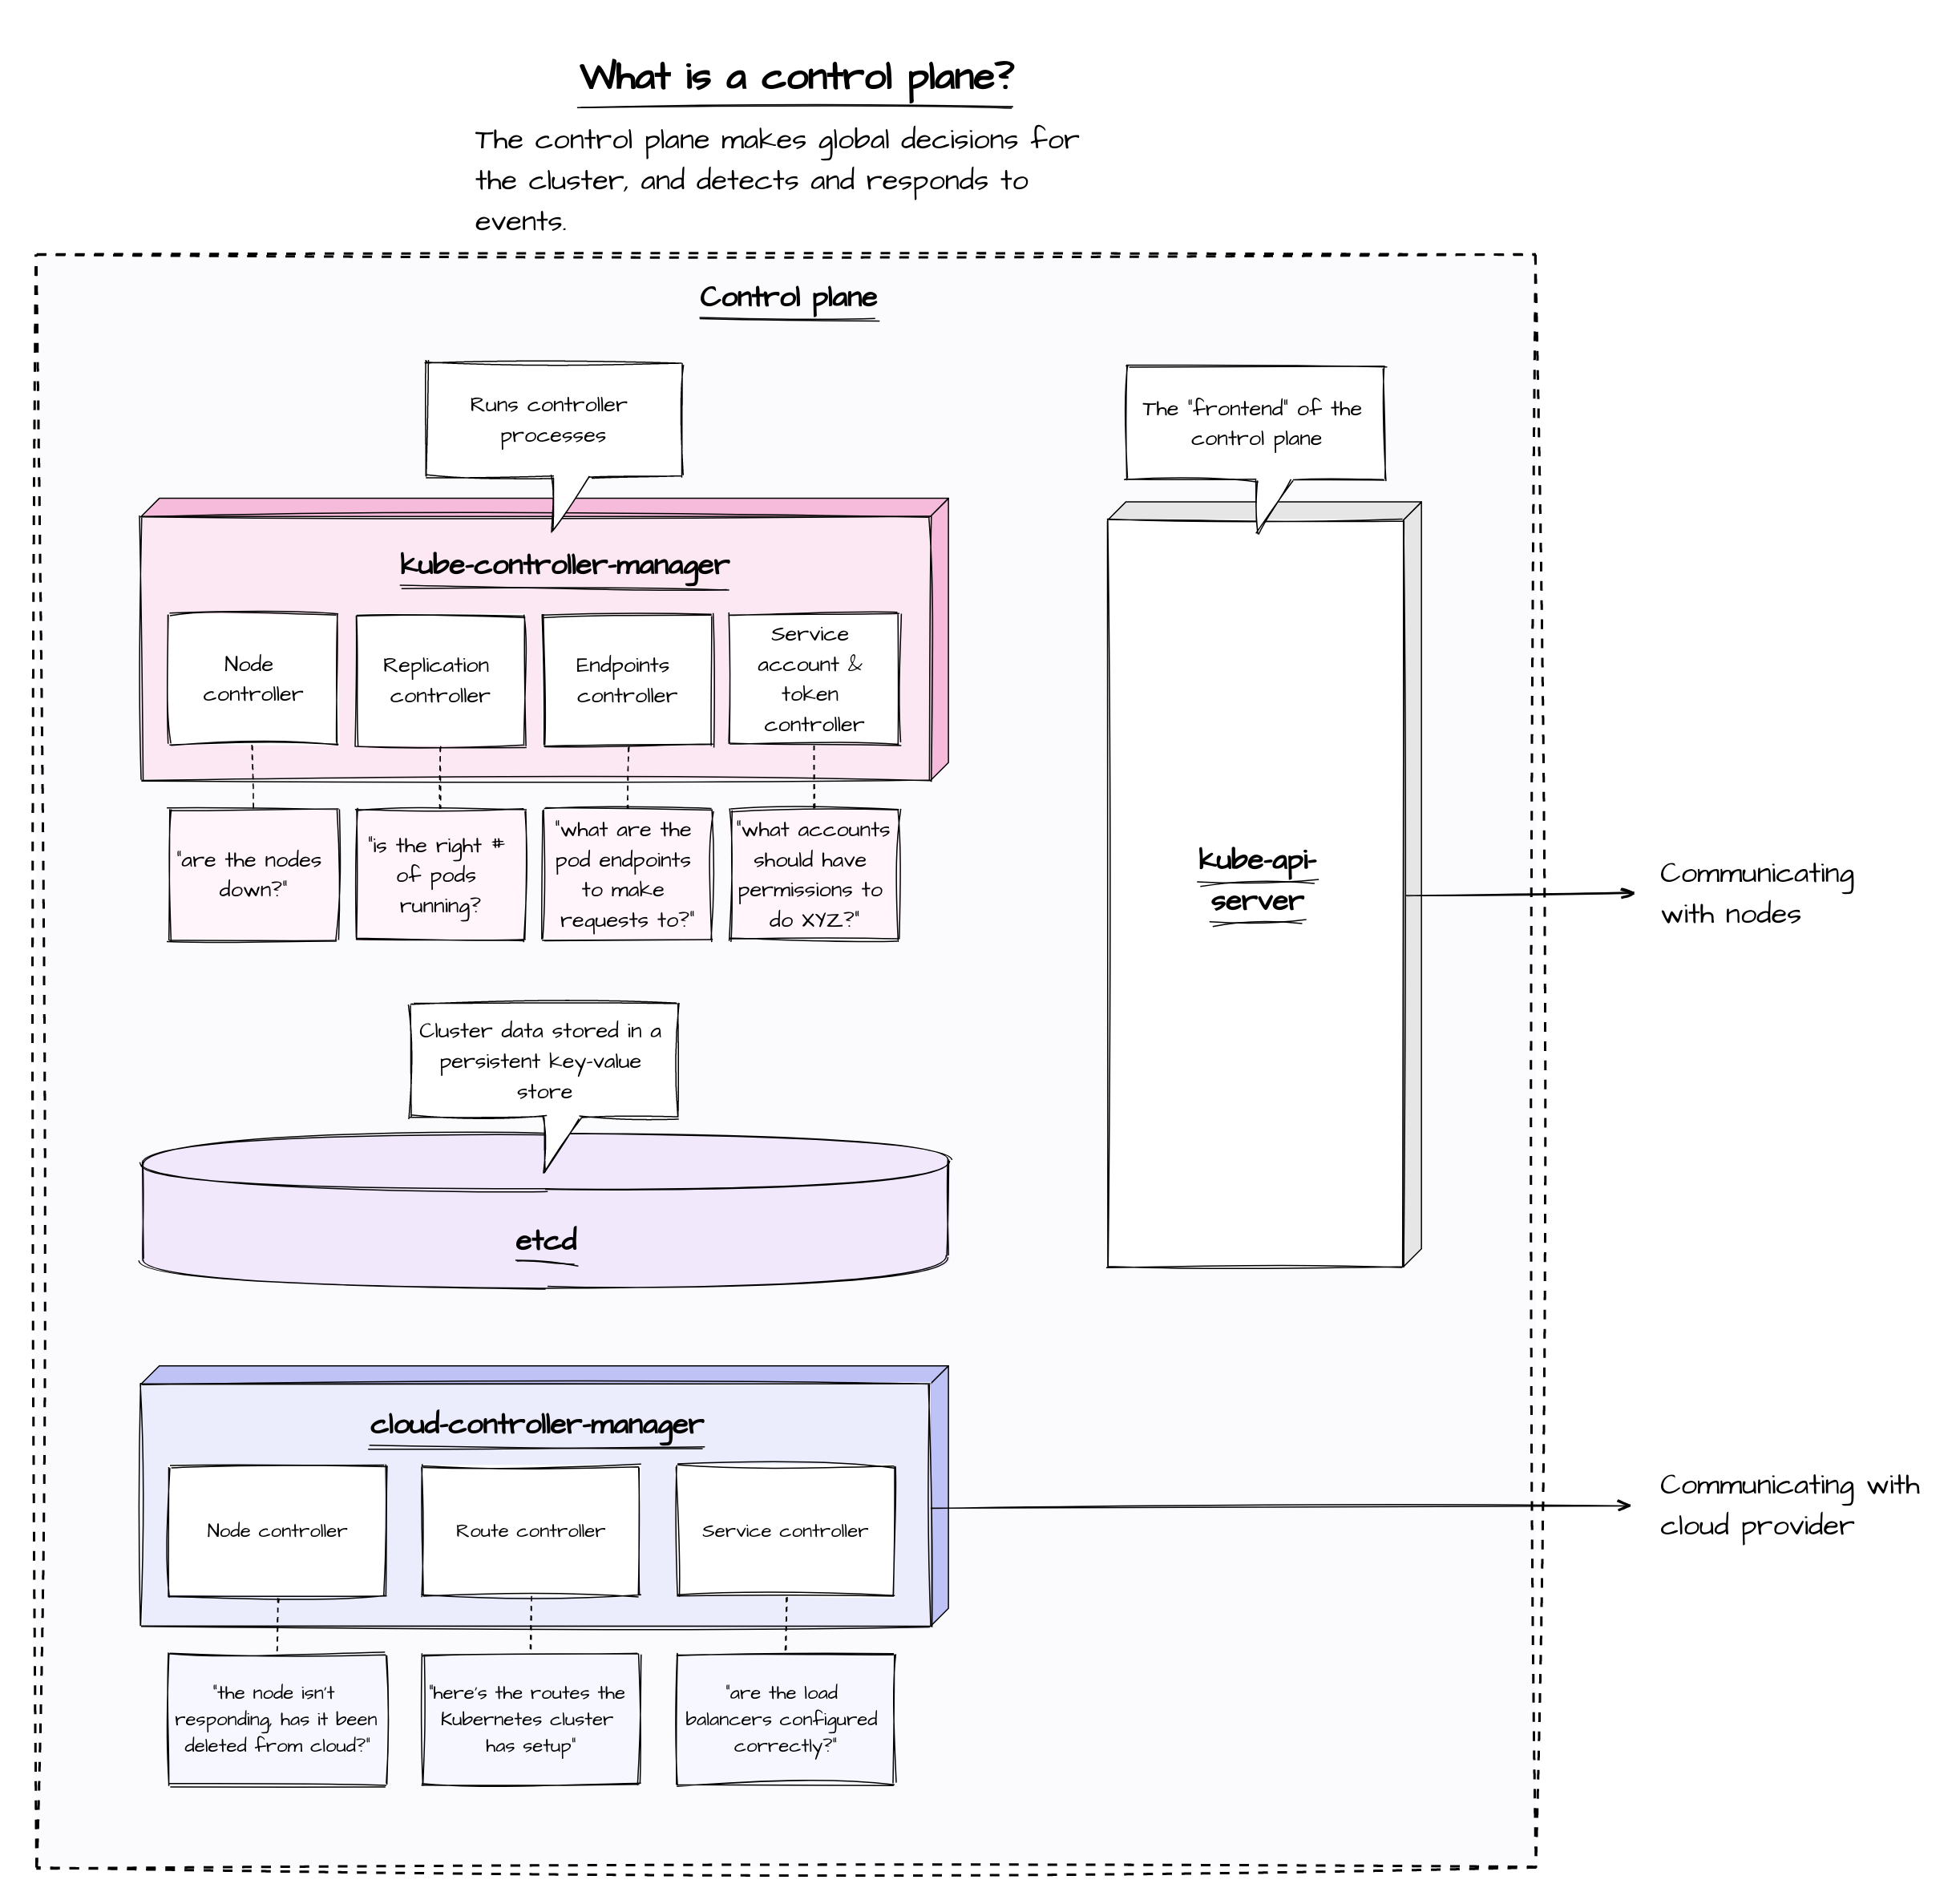 What is a control plane?
The control plane makes global decisions for
the cluster, and detects and responds to
events.
Control plane
Runs controller
processes
The "frontend" of the
control plane
kube-controller-manager
Node
controller
Replication
controller
Endpoints
controller
Service
account &
token
controller
"are the nodes
down?"
"is the right #
of pods
running?
"what are the
pod endpoints
to make
requests to?"
"what accounts
should have
permissions to
do XYZ?"
kube-api-
server
Communicating
with nodes
Cluster data stored in a
persistent key-value
store
etcd
cloud-controller-manager
Node controller
Route controller
Service controller
Communicating with
cloud provider
"the node isn't
responding, has it been
deleted from cloud?"
"here's the routes the
Kubernetes cluster
has setup"
"are the load
balancers configured
correctly?"